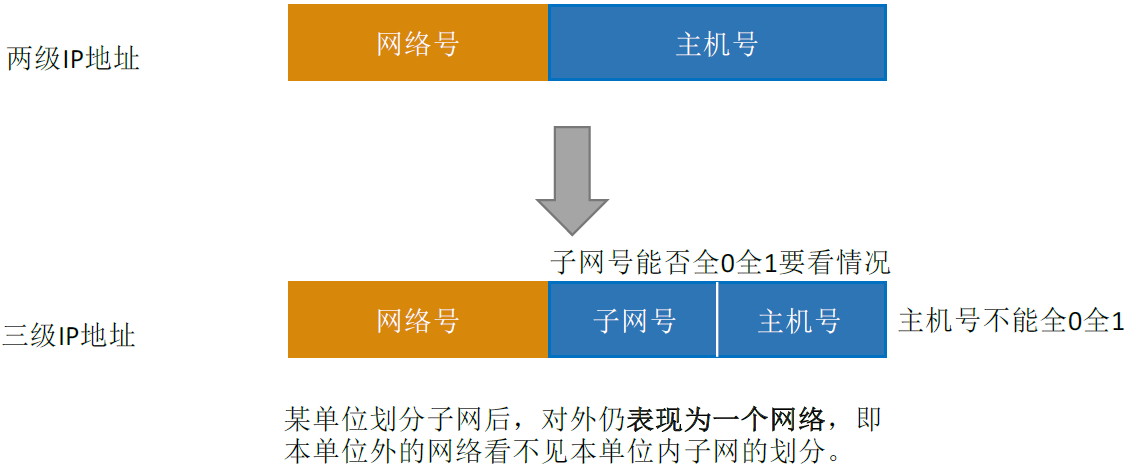 两级IP地址
网络号
主机号
子网号能否全0全1要看情况
三级IP地址
网络号
子网号
主机号
主机号不能全0全1
某单位划分子网后，对外仍表现为一个网络，即
本单位外的网络看不见本单位内子网的划分。